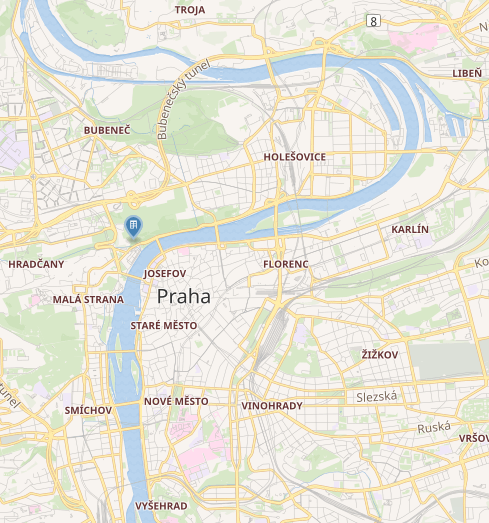 TROJA
8
LIBEŇ
Bubenečský tunel
BUBENEČ
HOLEŠOVICE
KARLÍN
HRADČANY
JOSEFOV
FLORENC
MALÁ STRANA
Praha
STARÉ MĚSTO
ŽIŽKOV
Slezská
NOVÉ MĚSTO
VINOHRADY
SMÍCHOV
Ruská
VRŠOV
VYŠEHRAD